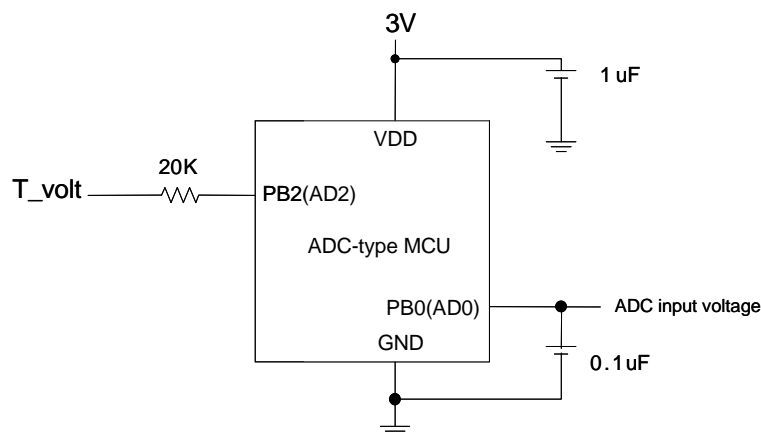 3V
1 uF
VDD
20K
T_volt
PB2(AD2)
ADC-type MCU
PB0(AD0)
ADC input voltage
GND
0.1uF